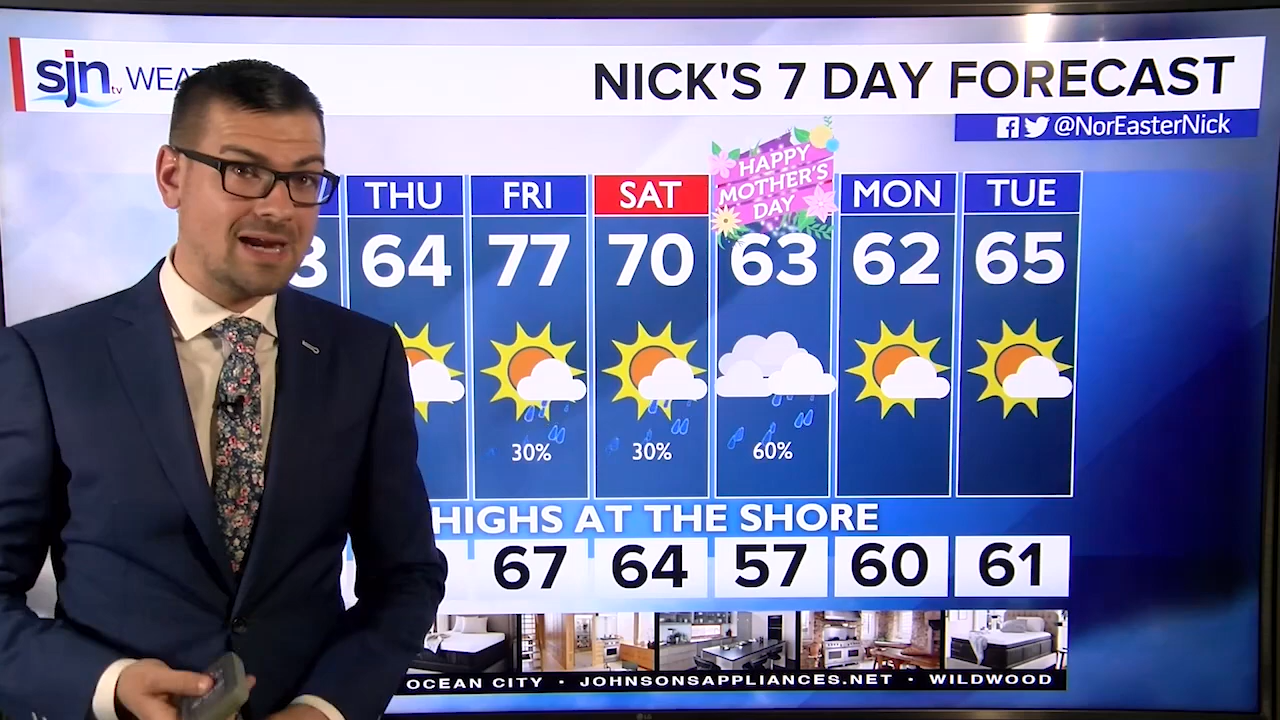 sjn tv WEA
NICK'S 7 DAY FORECAST
@NorEasterNick
THU FRI SAT HAPPY MOTHER'S DAY MON TUE
3 64 77 70 63 62 65
30% 30% 60%
HIGHS AT THE SHORE
67 64 57 60 61
OCEAN CITY · JOHNSONSAPPLIANCES.NET · WILDWOOD
LG